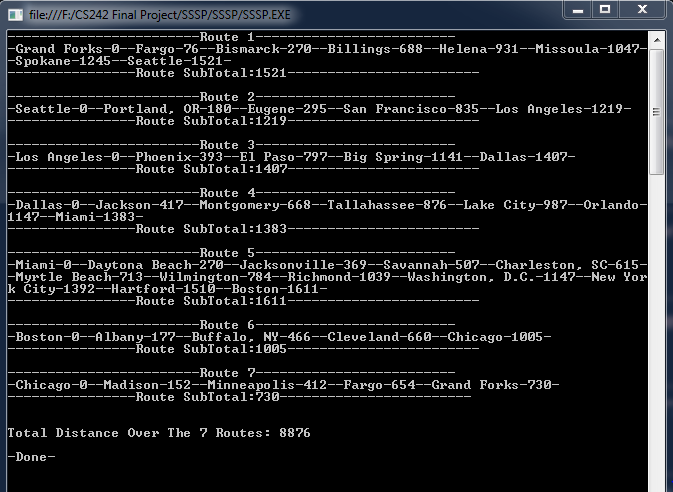 file:///F:/CS242 Final Project/SSSP/SSSP/SSSP.EXE
------------------------Route 1-------------------------
-Grand Forks-0--Fargo-76--Bismarck-270--Billings-688--Helena-931--Missoula-1047-
-Spokane-1245--Seattle-1521-
----------------Route SubTotal:1521------------------------
------------------------Route 2-------------------------
-Seattle-0--Portland, OR-180--Eugene-295--San Francisco-835--Los Angeles-1219-
----------------Route SubTotal:1219------------------------
------------------------Route 3-------------------------
-Los Angeles-0--Phoenix-393--El Paso-797--Big Spring-1141--Dallas-1407-
----------------Route SubTotal:1407------------------------
------------------------Route 4-------------------------
-Dallas-0--Jackson-417--Montgomery-668--Tallahassee-876--Lake City-987--Orlando-
1147--Miami-1383-
----------------Route SubTotal:1383------------------------
------------------------Route 5-------------------------
-Miami-0--Daytona Beach-270--Jacksonville-369--Savannah-507--Charleston, SC-615-
-Myrtle Beach-713--Wilmington-784--Richmond-1039--Washington, D.C.-1147--New Yor
k City-1392--Hartford-1510--Boston-1611-
----------------Route SubTotal:1611------------------------
------------------------Route 6-------------------------
-Boston-0--Albany-177--Buffalo, NY-466--Cleveland-660--Chicago-1005-
----------------Route SubTotal:1005------------------------
------------------------Route 7-------------------------
-Chicago-0--Madison-152--Minneapolis-412--Fargo-654--Grand Forks-730-
----------------Route SubTotal:730------------------------
Total Distance Over The 7 Routes: 8876
-Done-